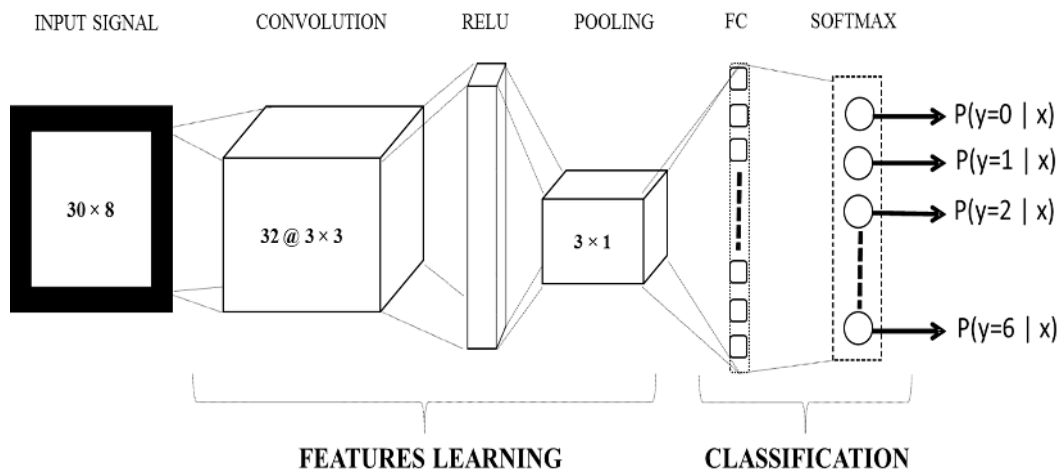 INPUT SIGNAL
CONVOLUTION
RELU
POOLING
FC
SOFTMAX
30 × 8
32 @ 3 × 3
3 × 1
P(y=0 | x)
P(y=1 | x)
P(y=2 | x)
P(y=6 | x)
FEATURES LEARNING
CLASSIFICATION